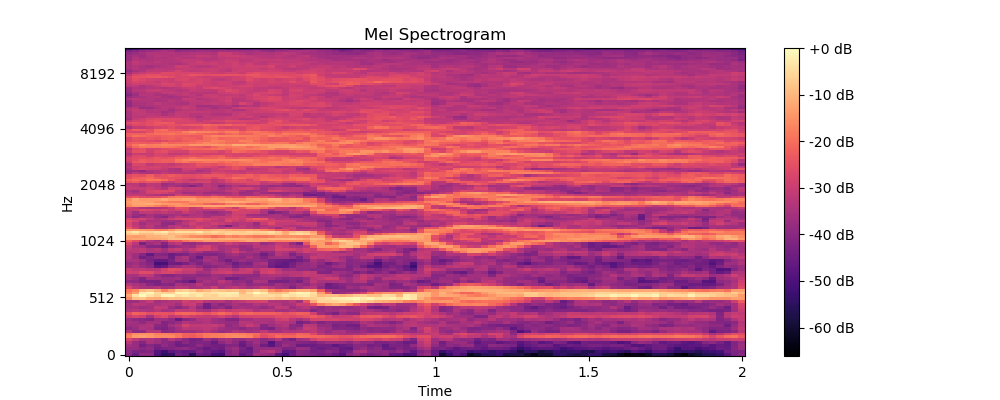 Mel Spectrogram
8192
4096
2048
1024
512
0
Hz
0
0.5
1
1.5
2
Time
+0 dB
-10 dB
-20 dB
-30 dB
-40 dB
-50 dB
-60 dB